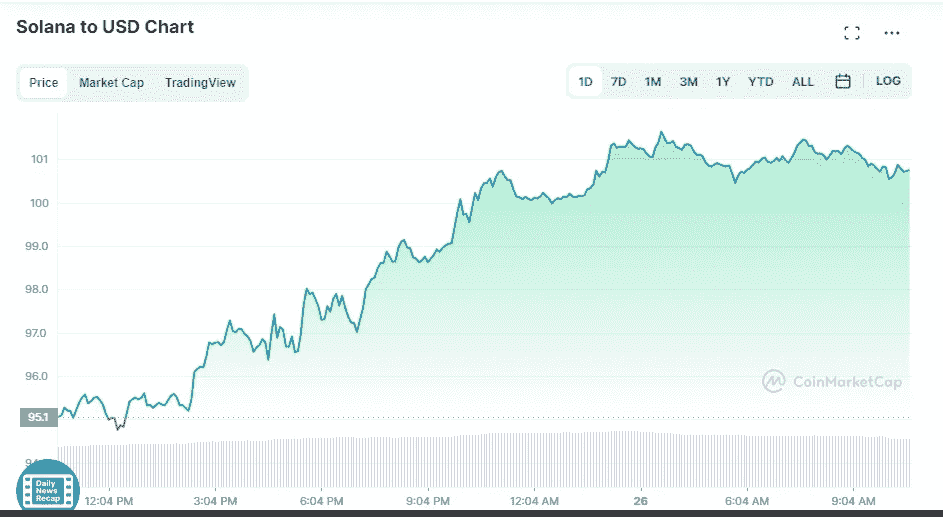 Solana to USD Chart
Price Market Cap TradingView
1D 7D 1M 3M 1Y YTD ALL LOG
101
100
99.0
98.0
97.0
96.0
95.1
CoinMarketCap
Daily
News
Recap
12:04 PM 3:04 PM 6:04 PM 9:04 PM 12:04 AM 26 6:04 AM 9:04 AM